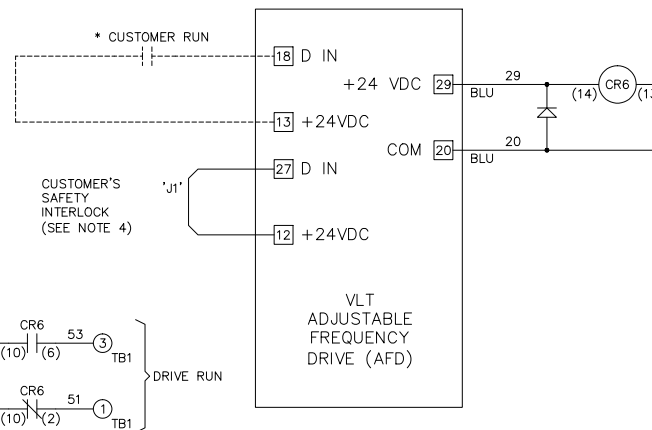 * CUSTOMER RUN
18 D IN
+24 VDC 29
29
BLU
(14) CR6 (13
13 +24VDC
COM 20
20
BLU
27 D IN
'J1'
CUSTOMER'S
SAFETY
INTERLOCK
(SEE NOTE 4)
12 +24VDC
VLT
ADJUSTABLE
FREQUENCY
DRIVE (AFD)
CR6
53
3
(10) (6)
TB1
DRIVE RUN
CR6
51
1
(10) (2)
TB1